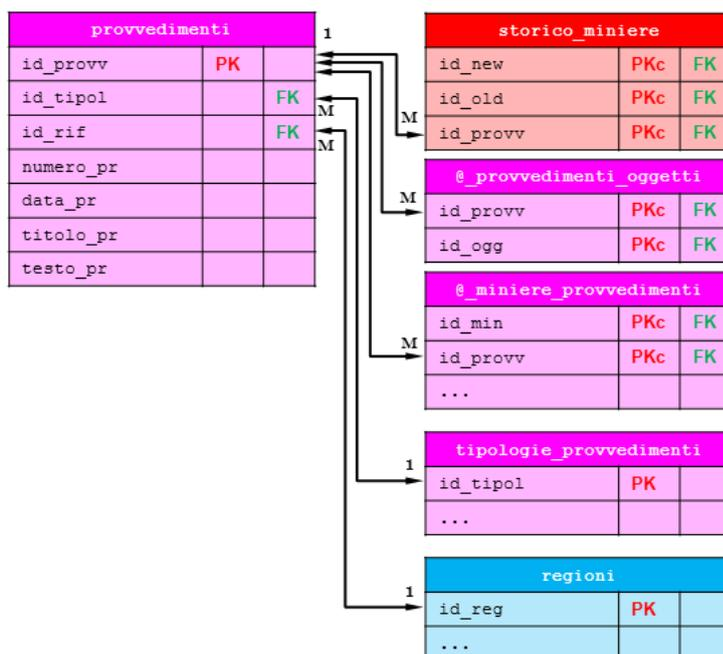 provvedimenti
id_provv PK
id_tipol FK
id_rif FK
numero_pr
data_pr
titolo_pr
testo_pr
1
M
M
storico_miniere
id_new PKc FK
id_old PKc FK
M
id_provv PKc FK
@_provvedimenti_oggetti
M
id_provv PKc FK
id_ogg PKc FK
@_miniere_provvedimenti
id_min PKc FK
M
id_provv PKc FK
...
tipologie_provvedimenti
1
id_tipol PK
...
regioni
1
id_reg PK
...